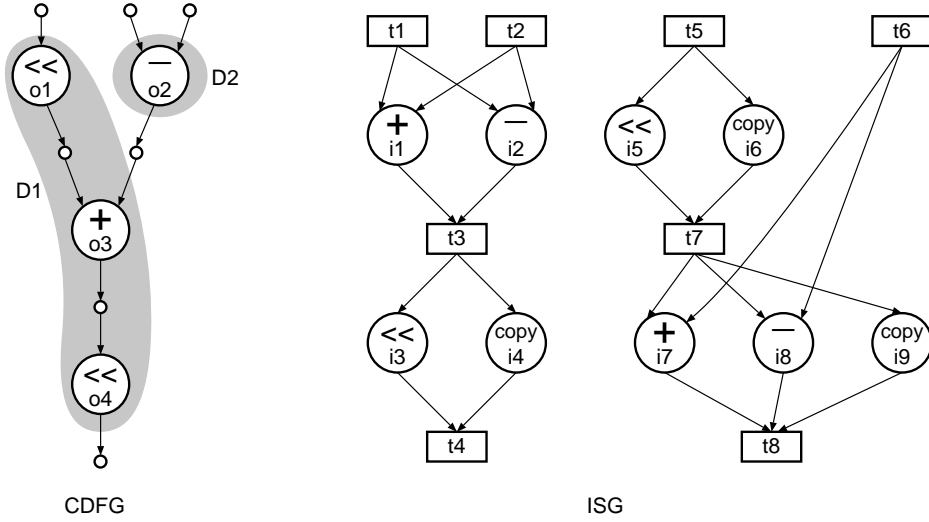 t1 t2 t5 t6
<< −
o1 o2 D2
+ − << copy
i1 i2 i5 i6
D1
+
o3
t3 t7
<< copy + − copy
i3 i4 i7 i8 i9
<<
o4
t4 t8
CDFG ISG